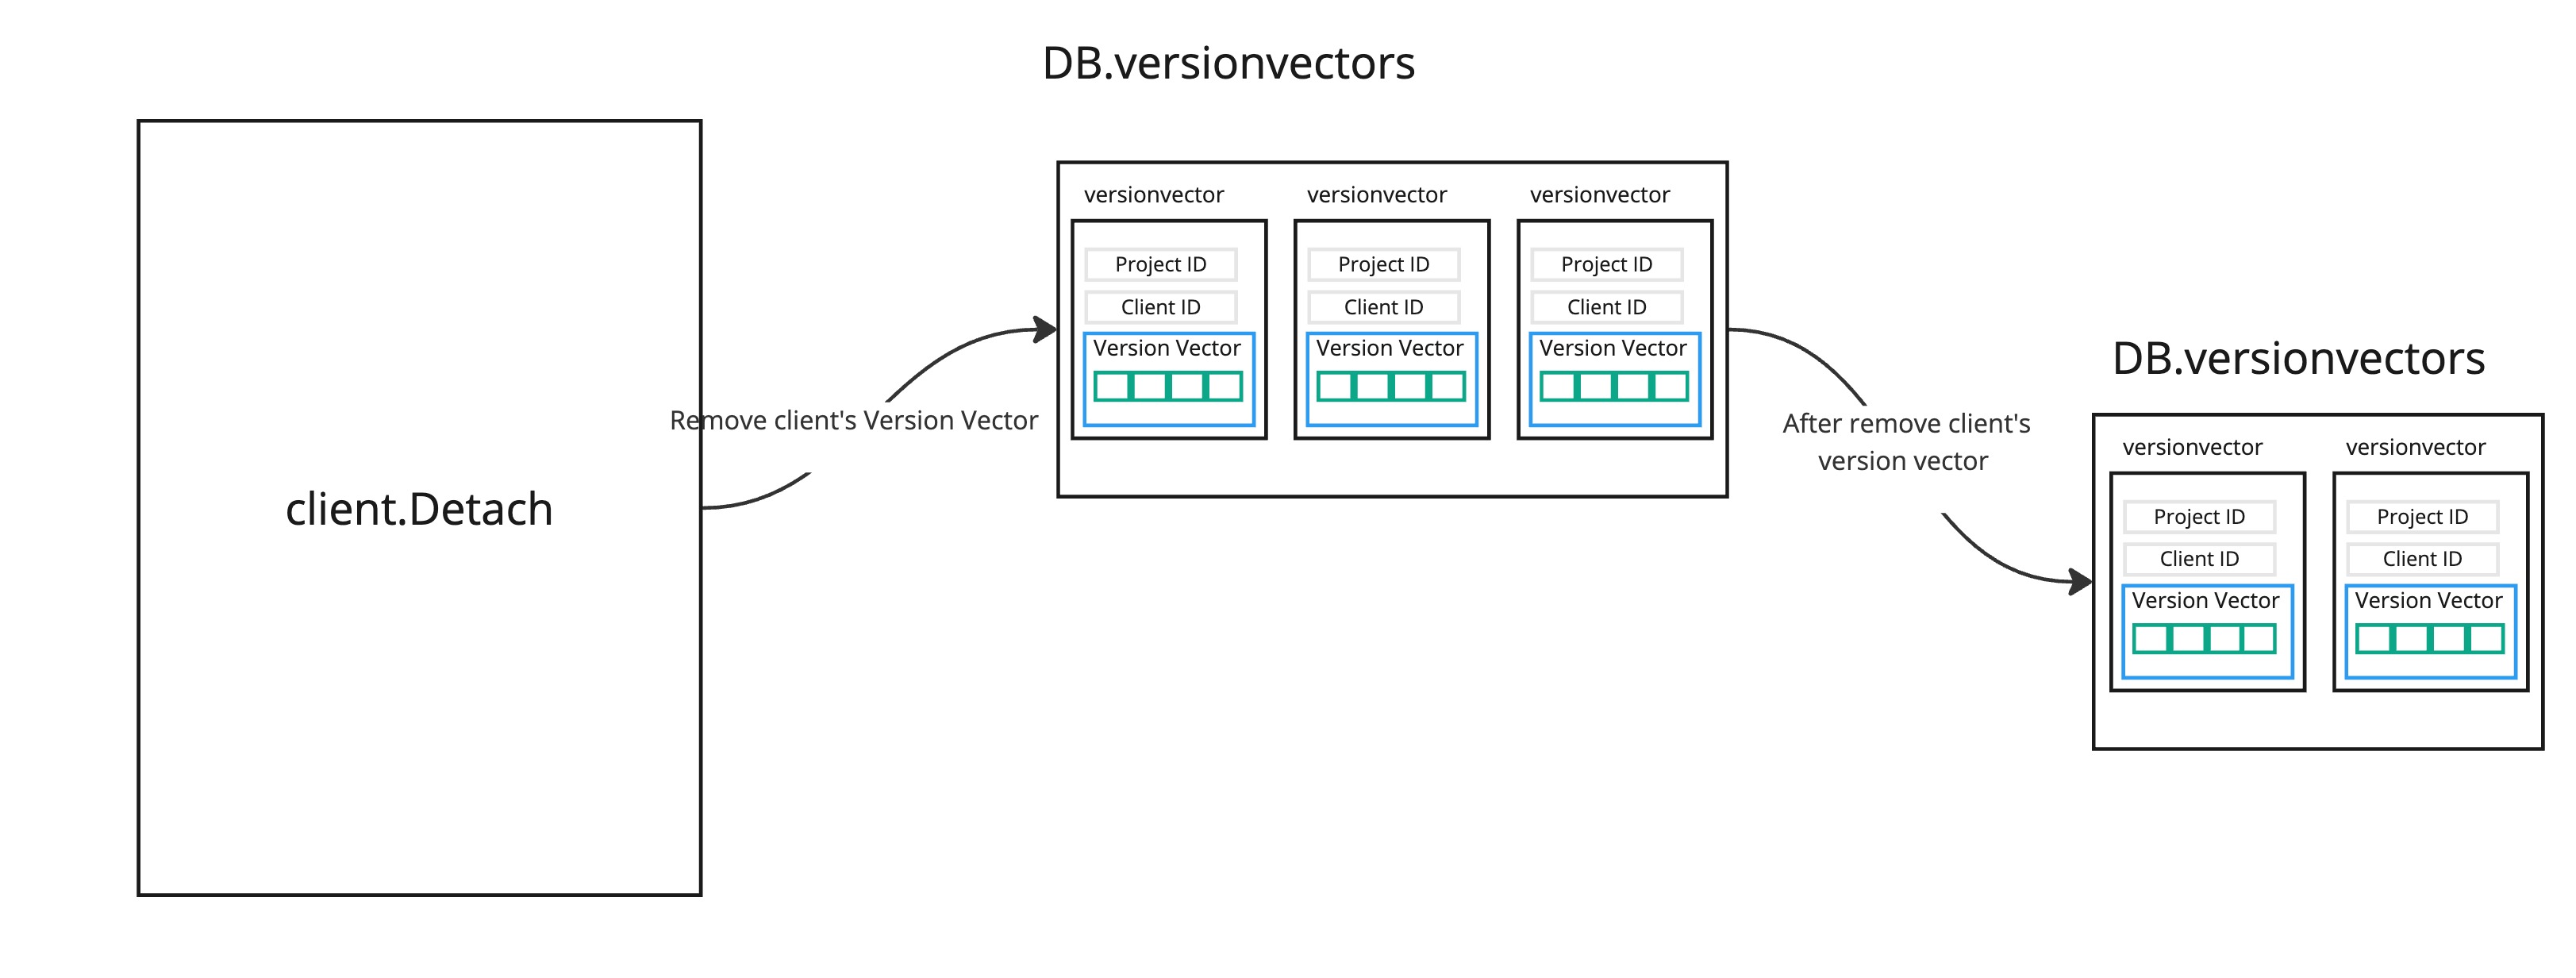 DB.versionvectors
client.Detach
Remove client's Version Vector
versionvector
Project ID
Client ID
Version Vector
versionvector
Project ID
Client ID
Version Vector
versionvector
Project ID
Client ID
Version Vector
After remove client's
version vector
DB.versionvectors
versionvector
Project ID
Client ID
Version Vector
versionvector
Project ID
Client ID
Version Vector